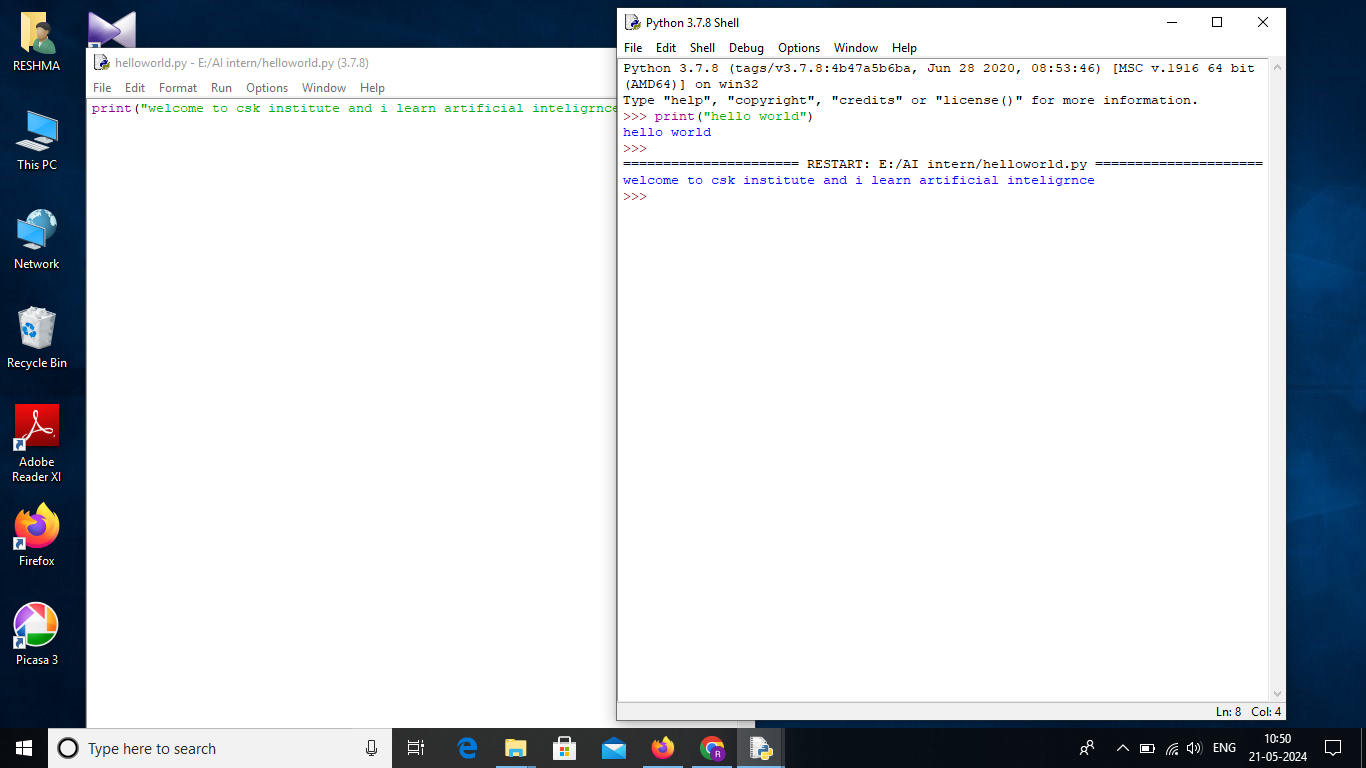 RESHMA
This PC
Network
Recycle Bin
Adobe
Reader XI
Firefox
Picasa 3
helloworld.py - E:/AI intern/helloworld.py (3.7.8)
File Edit Format Run Options Window Help
print("welcome to csk institute and i learn artificial inteligrnce
Python 3.7.8 Shell
File Edit Shell Debug Options Window Help
Python 3.7.8 (tags/v3.7.8:4b47a5b6ba, Jun 28 2020, 08:53:46) [MSC v.1916 64 bit
(AMD64)] on win32
Type "help", "copyright", "credits" or "license()" for more information.
>>> print("hello world")
hello world
>>>
====================== RESTART: E:/AI intern/helloworld.py =====================
welcome to csk institute and i learn artificial inteligrnce
>>>
Ln: 8 Col: 4
Type here to search
R
ENG
10:50
21-05-2024